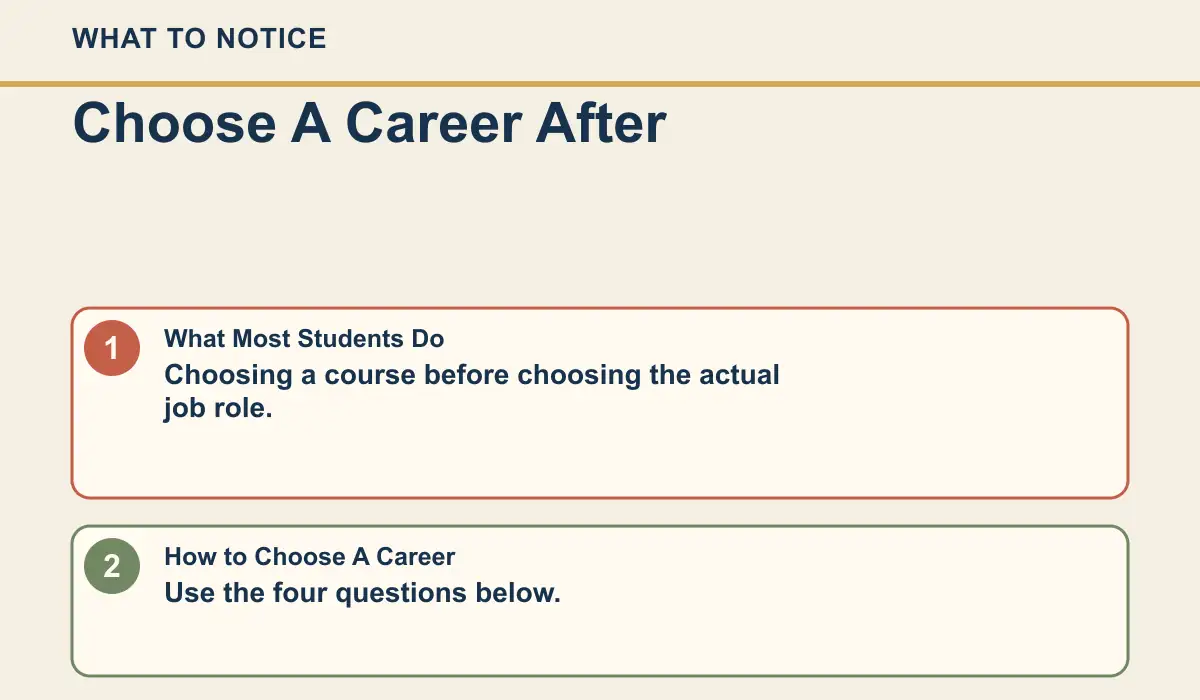 WHAT TO NOTICE
Choose A Career After
1
What Most Students Do
Choosing a course before choosing the actual
job role.
2
How to Choose A Career
Use the four questions below.